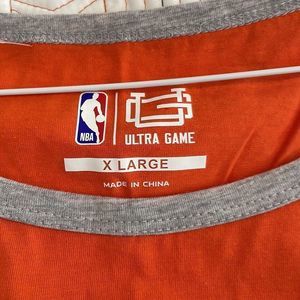 NBA
ULTRA GAME
X LARGE
MADE IN CHINA